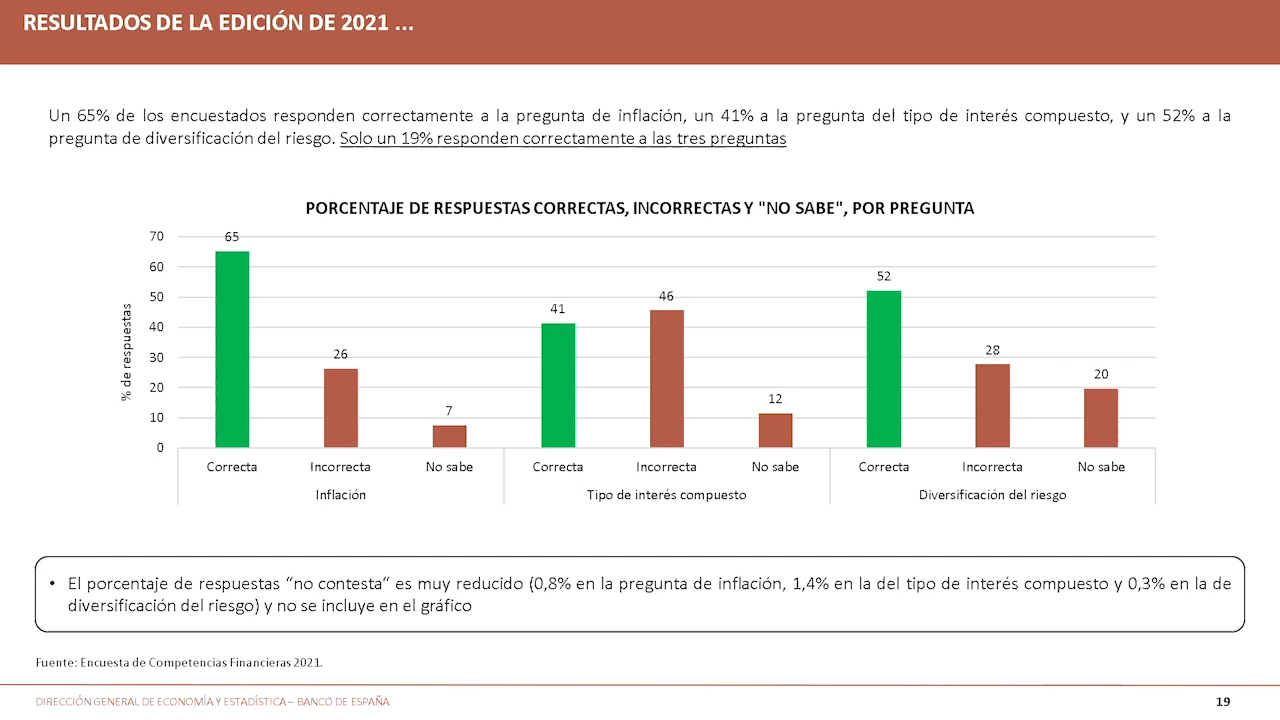 RESULTADOS DE LA EDICIÓN DE 2021 ...
Un 65% de los encuestados responden correctamente a la pregunta de inflación, un 41% a la pregunta del tipo de interés compuesto, y un 52% a la
pregunta de diversificación del riesgo. Solo un 19% responden correctamente a las tres preguntas
PORCENTAJE DE RESPUESTAS CORRECTAS, INCORRECTAS Y "NO SABE", POR PREGUNTA
% de respuestas
70
60
50
40
30
20
10
0
65
26
7
41
46
12
52
28
20
Correcta Incorrecta No sabe Correcta Incorrecta No sabe Correcta Incorrecta No sabe
Inflación Tipo de interés compuesto Diversificación del riesgo
• El porcentaje de respuestas “no contesta“ es muy reducido (0,8% en la pregunta de inflación, 1,4% en la del tipo de interés compuesto y 0,3% en la de
diversificación del riesgo) y no se incluye en el gráfico
Fuente: Encuesta de Competencias Financieras 2021.
DIRECCIÓN GENERAL DE ECONOMÍA Y ESTADÍSTICA – BANCO DE ESPAÑA
19